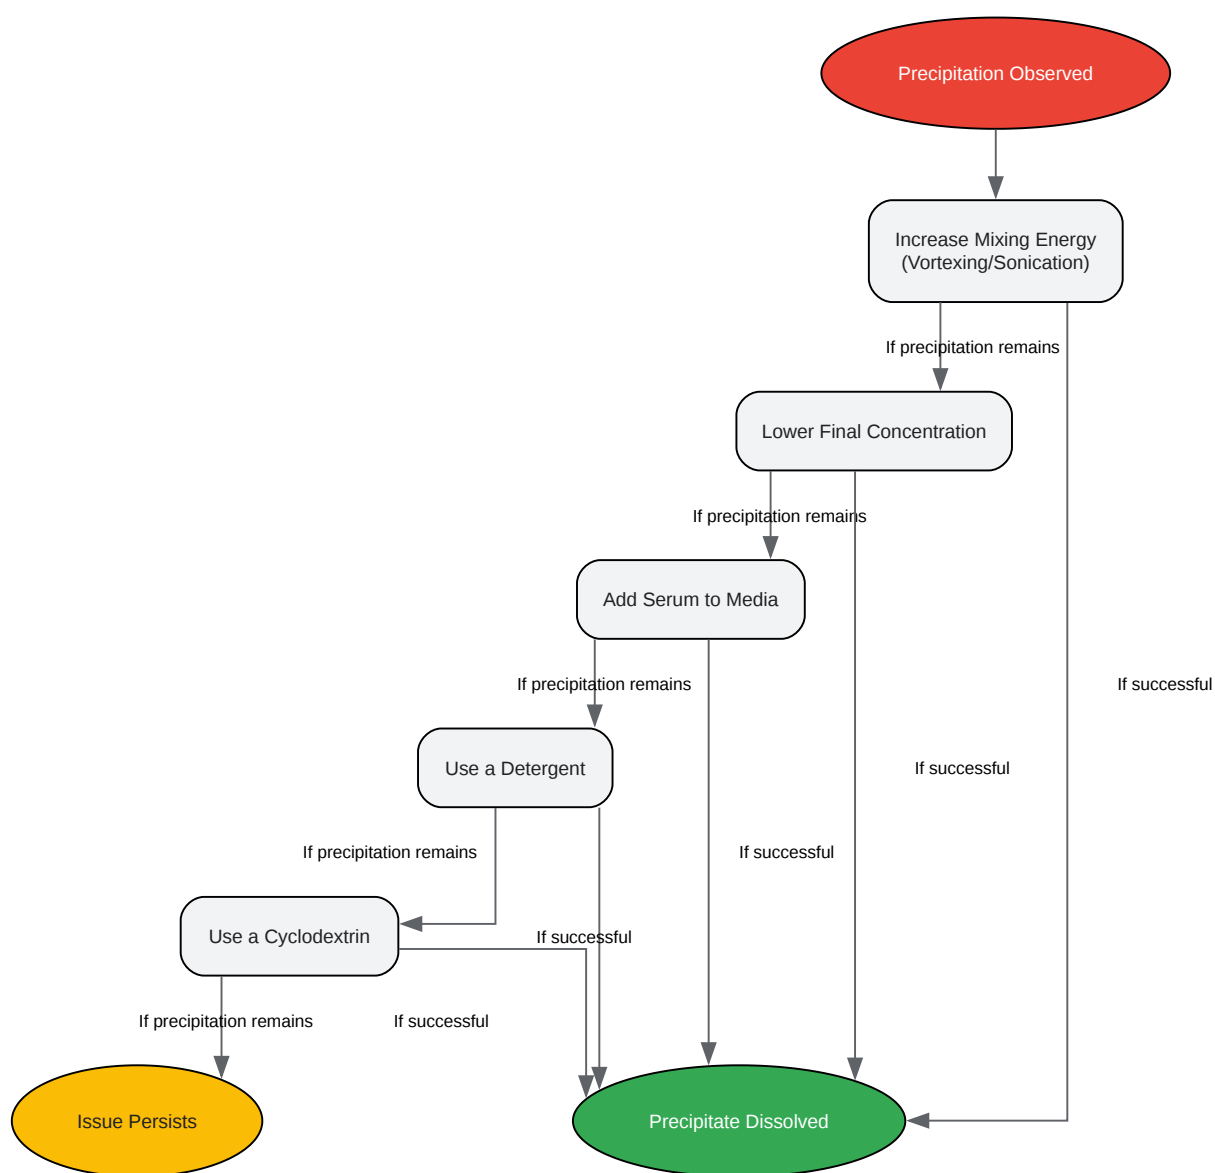 Precipitation Observed
Increase Mixing Energy
(Vortexing/Sonication)
If precipitation remains
Lower Final Concentration
If precipitation remains
Add Serum to Media
If precipitation remains
If successful
Use a Detergent
If successful
If precipitation remains
If successful
Use a Cyclodextrin
If successful
If precipitation remains
If successful
Issue Persists
Precipitate Dissolved